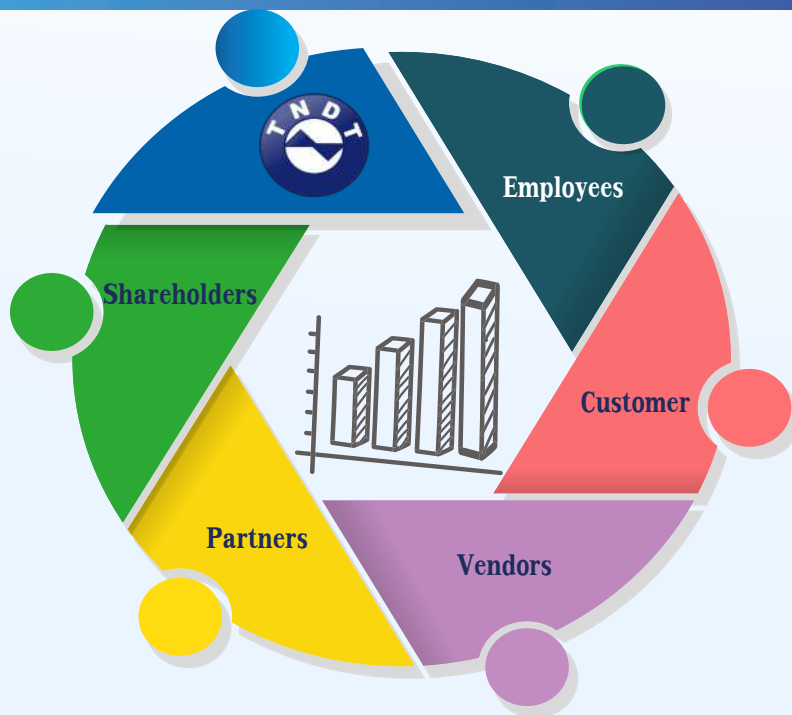 TNDT
Employees
Shareholders
Customer
Partners
Vendors